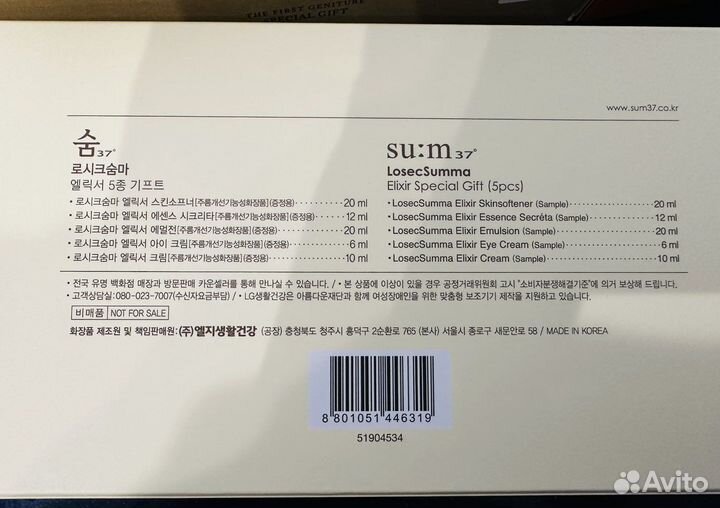 THE FIRST GENITURE
SPECIAL GIFT
www.sum37.co.kr
숨37°
로시크숨마
엘릭서 5종 기프트
• 로시크숨마 엘릭서 스킨소프너[주름개선기능성화장품](증정용) 20 ml
• 로시크숨마 엘릭서 에센스 시크리타[주름개선기능성화장품](증정용) 12 ml
• 로시크숨마 엘릭서 에멀전[주름개선기능성화장품](증정용) 20 ml
• 로시크숨마 엘릭서 아이 크림[주름개선기능성화장품](증정용) 6 ml
• 로시크숨마 엘릭서 크림[주름개선기능성화장품](증정용) 10 ml
su:m37°
LosecSumma
Elixir Special Gift (5pcs)
• LosecSumma Elixir Skinsoftener (Sample) 20 ml
• LosecSumma Elixir Essence Secréta (Sample) 12 ml
• LosecSumma Elixir Emulsion (Sample) 20 ml
• LosecSumma Elixir Eye Cream (Sample) 6 ml
• LosecSumma Elixir Cream (Sample) 10 ml
• 전국 유명 백화점 매장과 방문판매 카운셀러를 통해 만나실 수 있습니다. / • 본 상품에 이상이 있을 경우 공정거래위원회 고시 "소비자분쟁해결기준"에 의거 보상해 드립니다.
• 고객상담실: 080-023-7007(수신자요금부담) / LG생활건강은 아름다운재단과 함께 여성장애인을 위한 맞춤형 보조기기 제작을 지원하고 있습니다.
비매품 NOT FOR SALE
화장품 제조원 및 책임판매원: (주)엘지생활건강 (공장) 충청북도 청주시 흥덕구 2순환로 765 (본사) 서울시 종로구 새문안로 58 / MADE IN KOREA
8 801051 446319
51904534
Avito